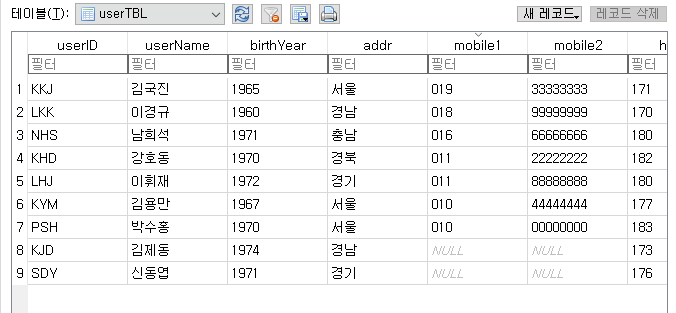 테이블(T): userTBL 새 레코드 레코드 삭제
userID userName birthYear addr mobile1 mobile2 h
필터 필터 필터 필터 필터 필터 필터
1 KKJ 김국진 1965 서울 019 33333333 171
2 LKK 이경규 1960 경남 018 99999999 170
3 NHS 남희석 1971 충남 016 66666666 180
4 KHD 강호동 1970 경북 011 22222222 182
5 LHJ 이휘재 1972 경기 011 88888888 180
6 KYM 김용만 1967 서울 010 44444444 177
7 PSH 박수홍 1970 서울 010 00000000 183
8 KJD 김제동 1974 경남 NULL NULL 173
9 SDY 신동엽 1971 경기 NULL NULL 176